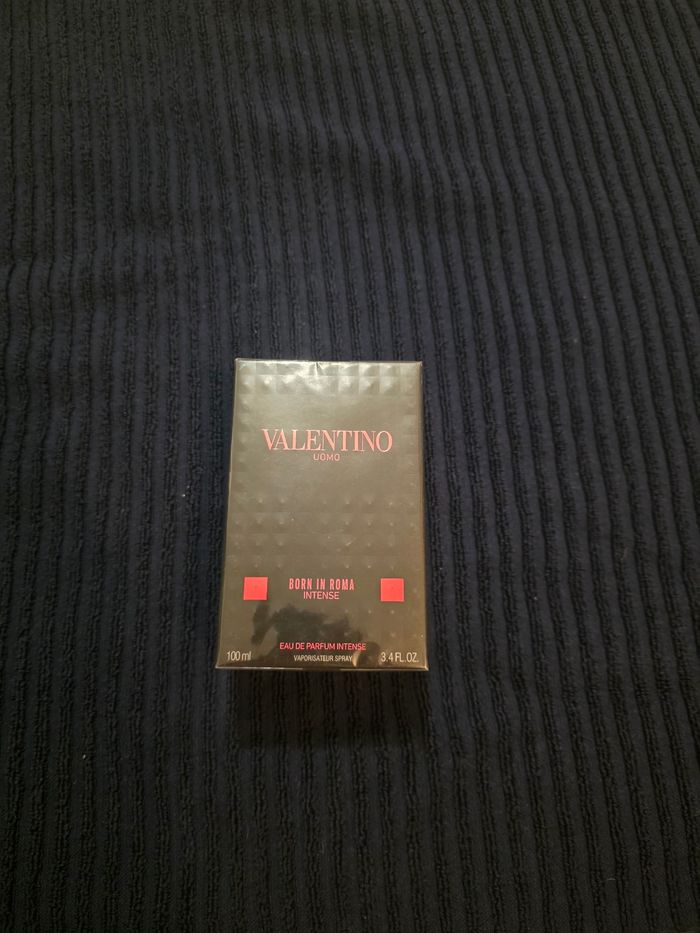 VALENTINO
UOMO
BORN IN ROMA
INTENSE
EAU DE PARFUM INTENSE
100 ml VAPORISATEUR SPRAY 3.4 FL.OZ.